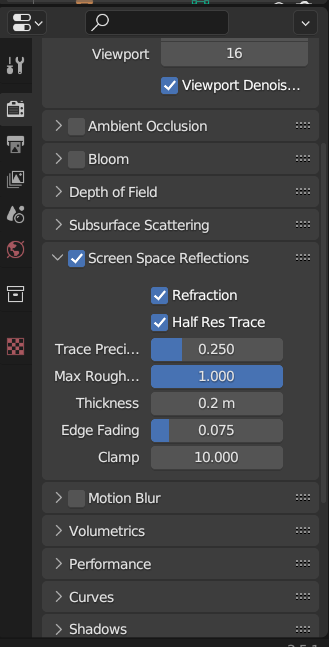 Viewport 16
Viewport Denois...
Ambient Occlusion
Bloom
Depth of Field
Subsurface Scattering
Screen Space Reflections
Refraction
Half Res Trace
Trace Preci... 0.250
Max Rough... 1.000
Thickness 0.2 m
Edge Fading 0.075
Clamp 10.000
Motion Blur
Volumetrics
Performance
Curves
Shadows